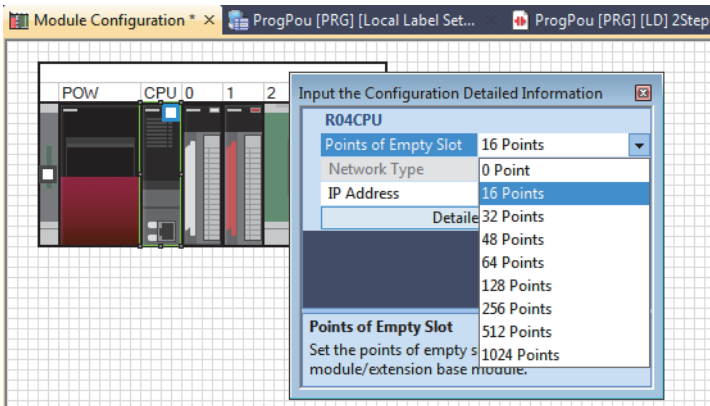 Module Configuration * × ProgPou [PRG] [Local Label Set... × ProgPou [PRG] [LD] 2Step
POW CPU 0 1 2
Input the Configuration Detailed Information
R04CPU
Points of Empty Slot 16 Points
Network Type 0 Point
IP Address 16 Points
Detaile 32 Points
48 Points
64 Points
128 Points
256 Points
512 Points
1024 Points
Points of Empty Slot
Set the points of empty s
module/extension base module.